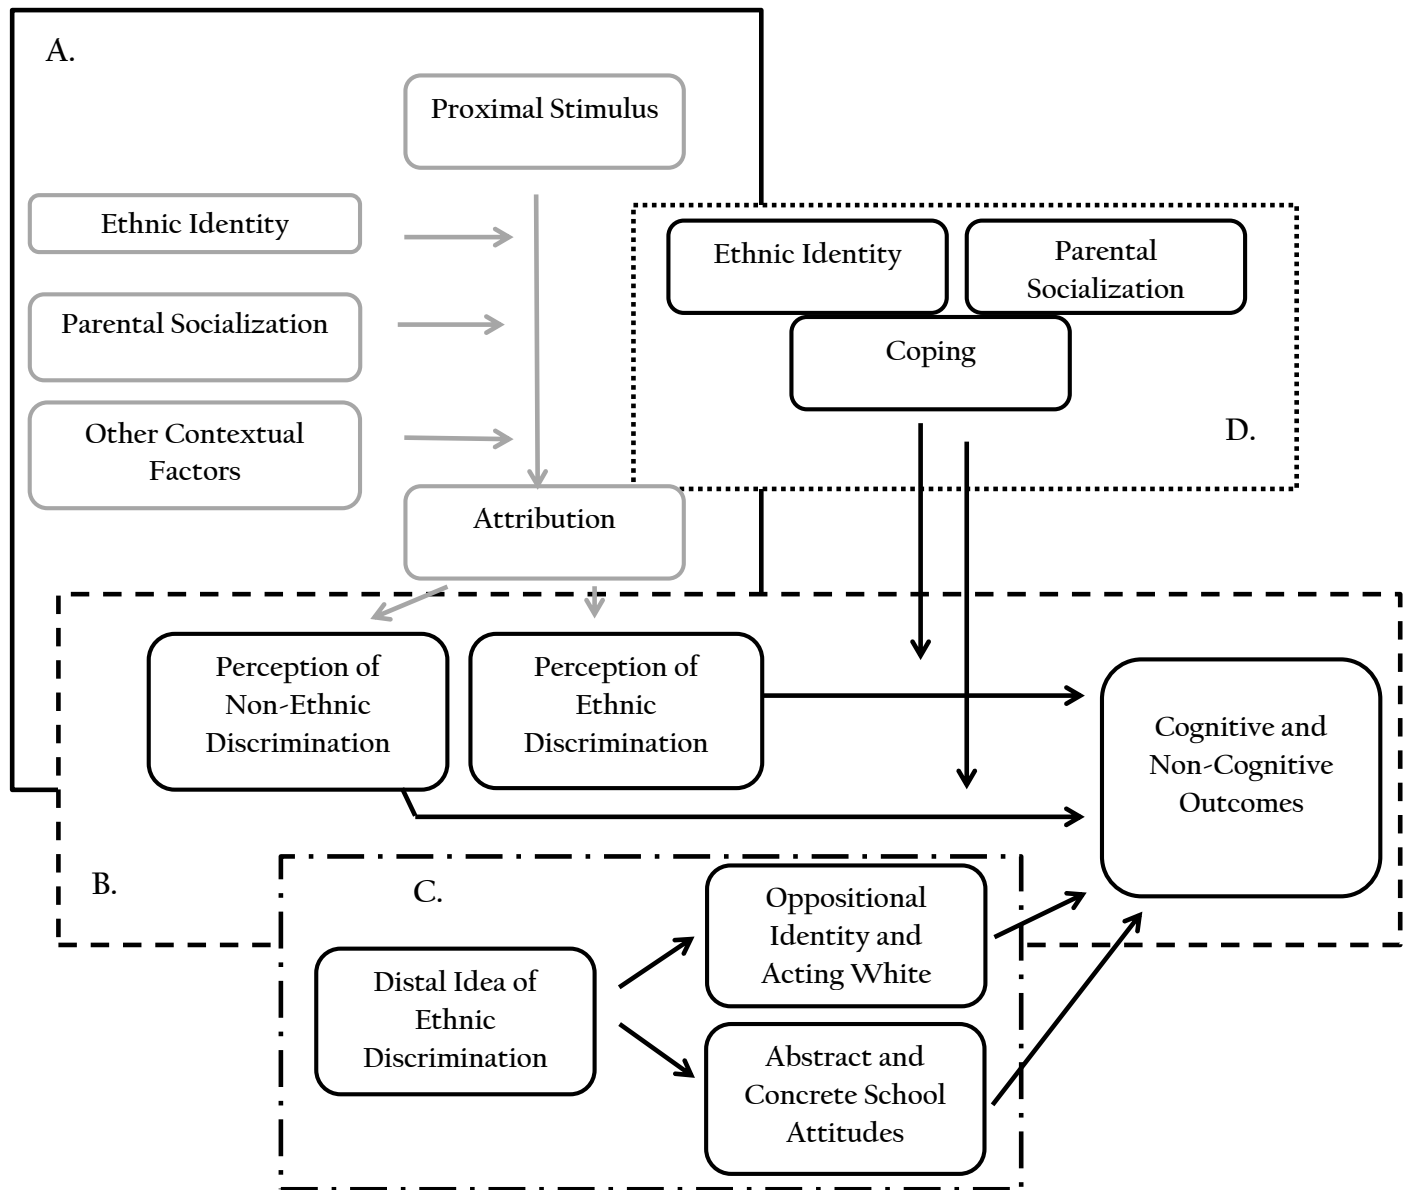 A.
Proximal Stimulus
Ethnic Identity
Parental Socialization
Other Contextual
Factors
Attribution
Ethnic Identity
Parental
Socialization
Coping
D.
Perception of
Non-Ethnic
Discrimination
Perception of
Ethnic
Discrimination
Cognitive and
Non-Cognitive
Outcomes
B.
C.
Distal Idea of
Ethnic
Discrimination
Oppositional
Identity and
Acting White
Abstract and
Concrete School
Attitudes